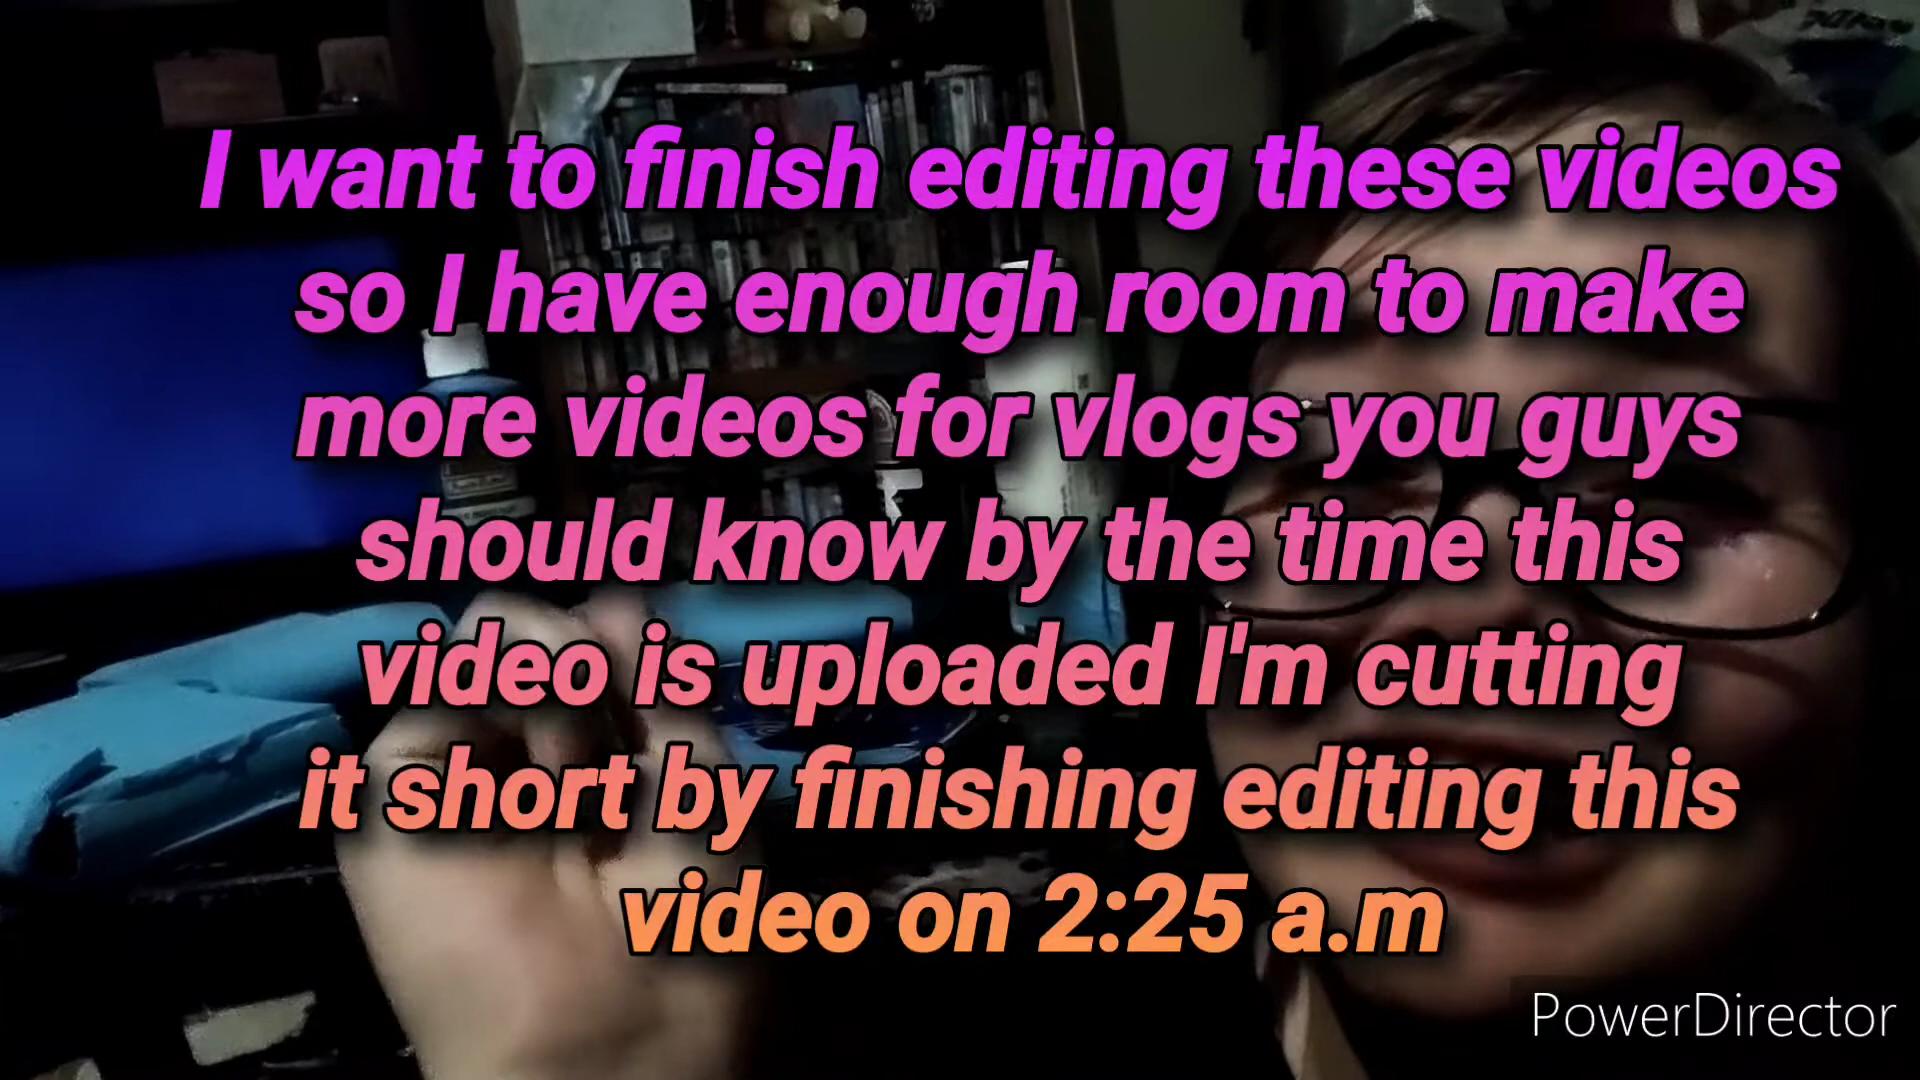 I want to finish editing these videos
so I have enough room to make
more videos for vlogs you guys
should know by the time this
video is uploaded I'm cutting
it short by finishing editing this
video on 2:25 a.m
PowerDirector